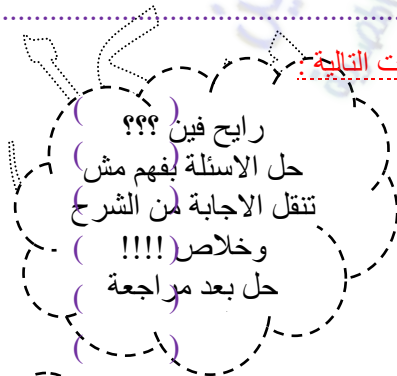 ت التالية :
رايح فين ؟؟؟
حل الاسئلة بفهم مش
تنقل الاجابة من الشرح
وخلاص !!!!
حل بعد مراجعة
( )
( )
( )
( )
( )
( )